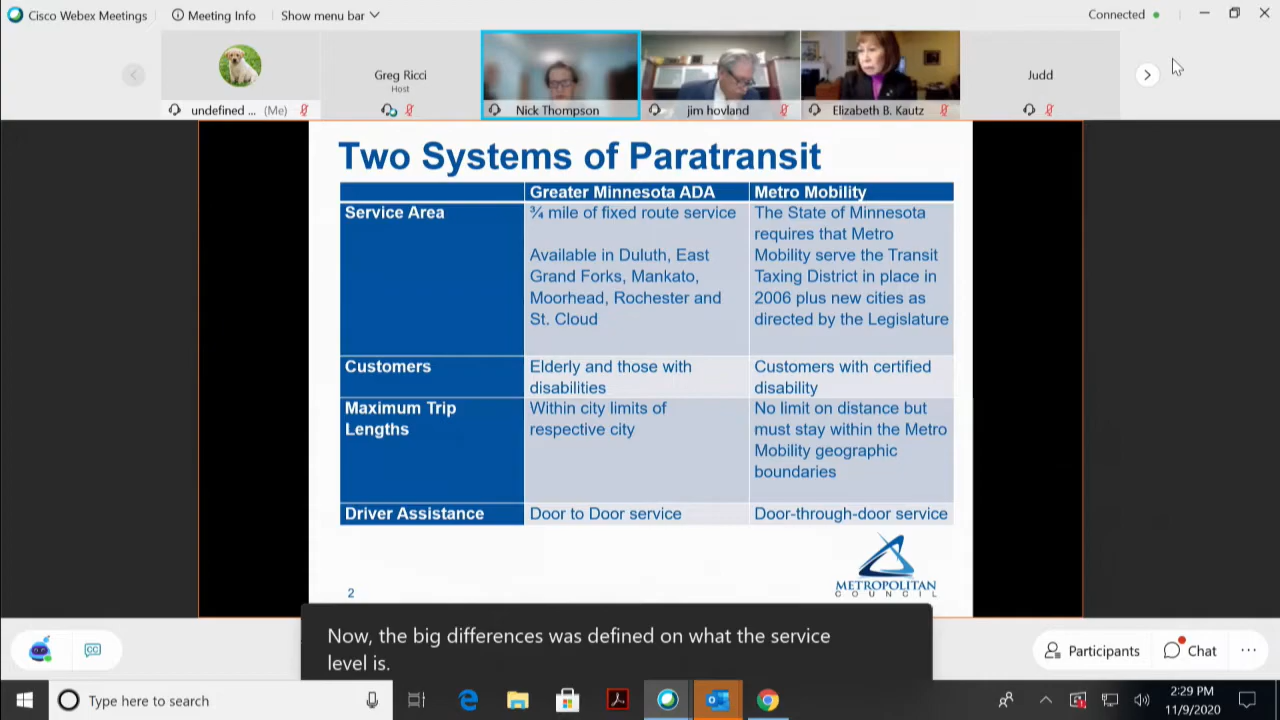 Cisco Webex Meetings
Meeting Info
Show menu bar
Connected
undefined ... (Me)
Greg Ricci
Host
Nick Thompson
jim hovland
Elizabeth B. Kautz
Judd
Two Systems of Paratransit
Greater Minnesota ADA
Metro Mobility
Service Area
¾ mile of fixed route service
Available in Duluth, East
Grand Forks, Mankato,
Moorhead, Rochester and
St. Cloud
The State of Minnesota
requires that Metro
Mobility serve the Transit
Taxing District in place in
2006 plus new cities as
directed by the Legislature
Customers
Elderly and those with
disabilities
Customers with certified
disability
Maximum Trip
Lengths
Within city limits of
respective city
No limit on distance but
must stay within the Metro
Mobility geographic
boundaries
Driver Assistance
Door to Door service
Door-through-door service
METROPOLITAN
COUNCIL
2
Now, the big differences was defined on what the service
level is.
CC
Participants
Chat
Type here to search
2:29 PM
11/9/2020